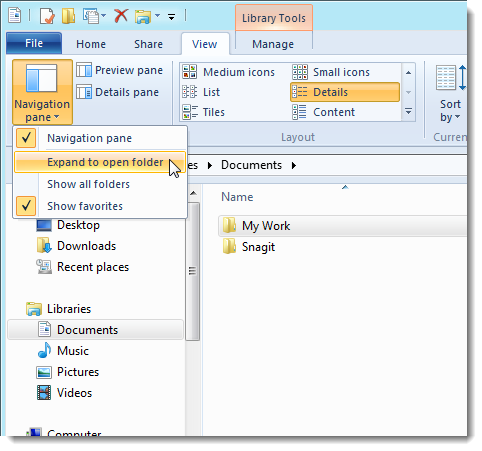 Library Tools
File Home Share View Manage
Navigation pane
Preview pane
Details pane
Medium icons Small icons
List Details
Tiles Content
Layout
Sort by
Navigation pane
Expand to open folder
Show all folders
Show favorites
Documents
Name
My Work
Snagit
Desktop
Downloads
Recent places
Libraries
Documents
Music
Pictures
Videos
Computer